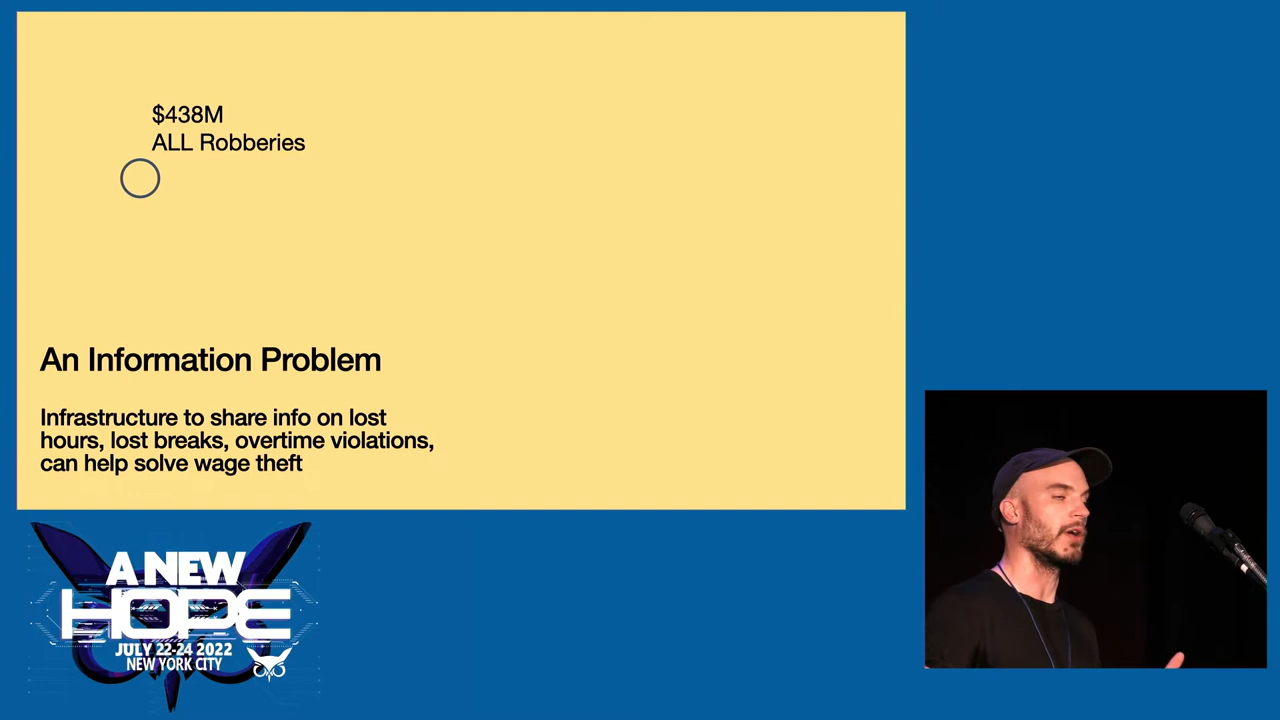 $438M
ALL Robberies
An Information Problem
Infrastructure to share info on lost
hours, lost breaks, overtime violations,
can help solve wage theft
A NEW
HOPE
JULY 22-24 2022
NEW YORK CITY